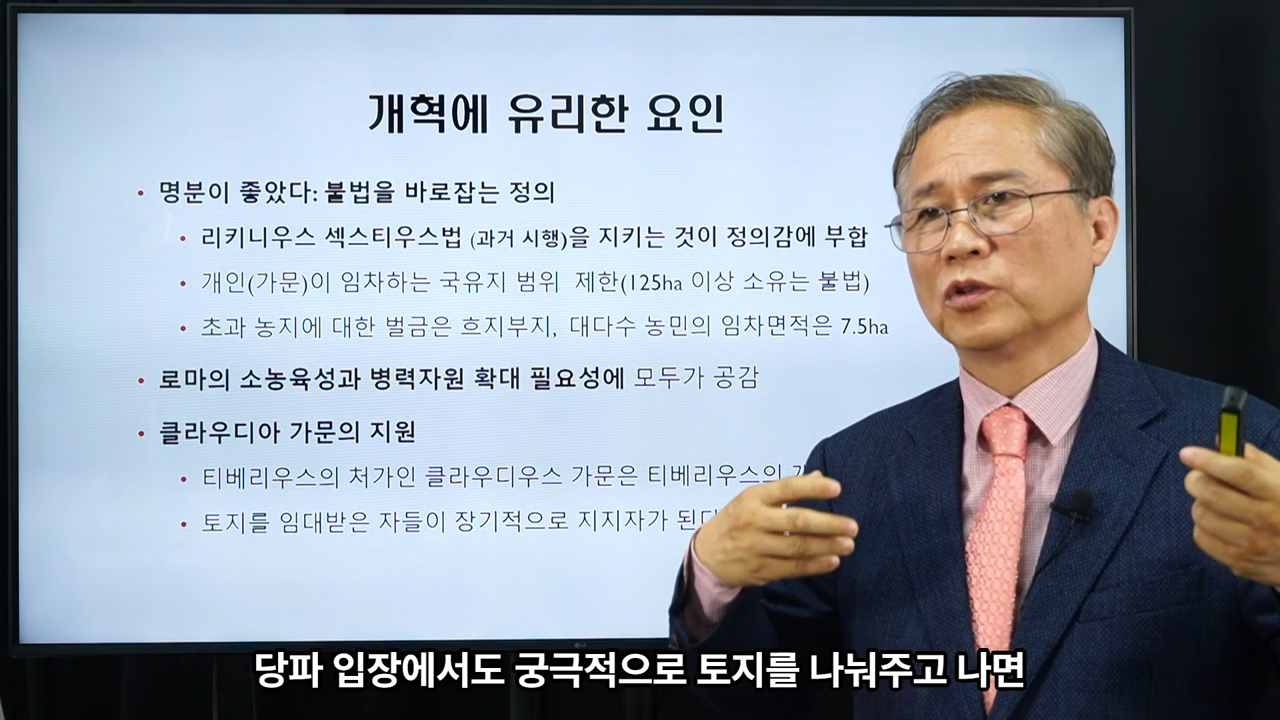 개혁에 유리한 요인
• 명분이 좋았다: 불법을 바로잡는 정의
• 리키니우스 섹스티우스법 (과거 시행)을 지키는 것이 정의감에 부합
• 개인(가문)이 임차하는 국유지 범위 제한(125ha 이상 소유는 불법)
• 초과 농지에 대한 벌금은 흐지부지, 대다수 농민의 임차면적은 7.5ha
• 로마의 소농육성과 병력자원 확대 필요성에 모두가 공감
• 클라우디아 가문의 지원
• 티베리우스의 처가인 클라우디우스 가문은 티베리우스의
• 토지를 임대받은 자들이 장기적으로 지지자가 된다
LG
당파 입장에서도 궁극적으로 토지를 나눠주고 나면